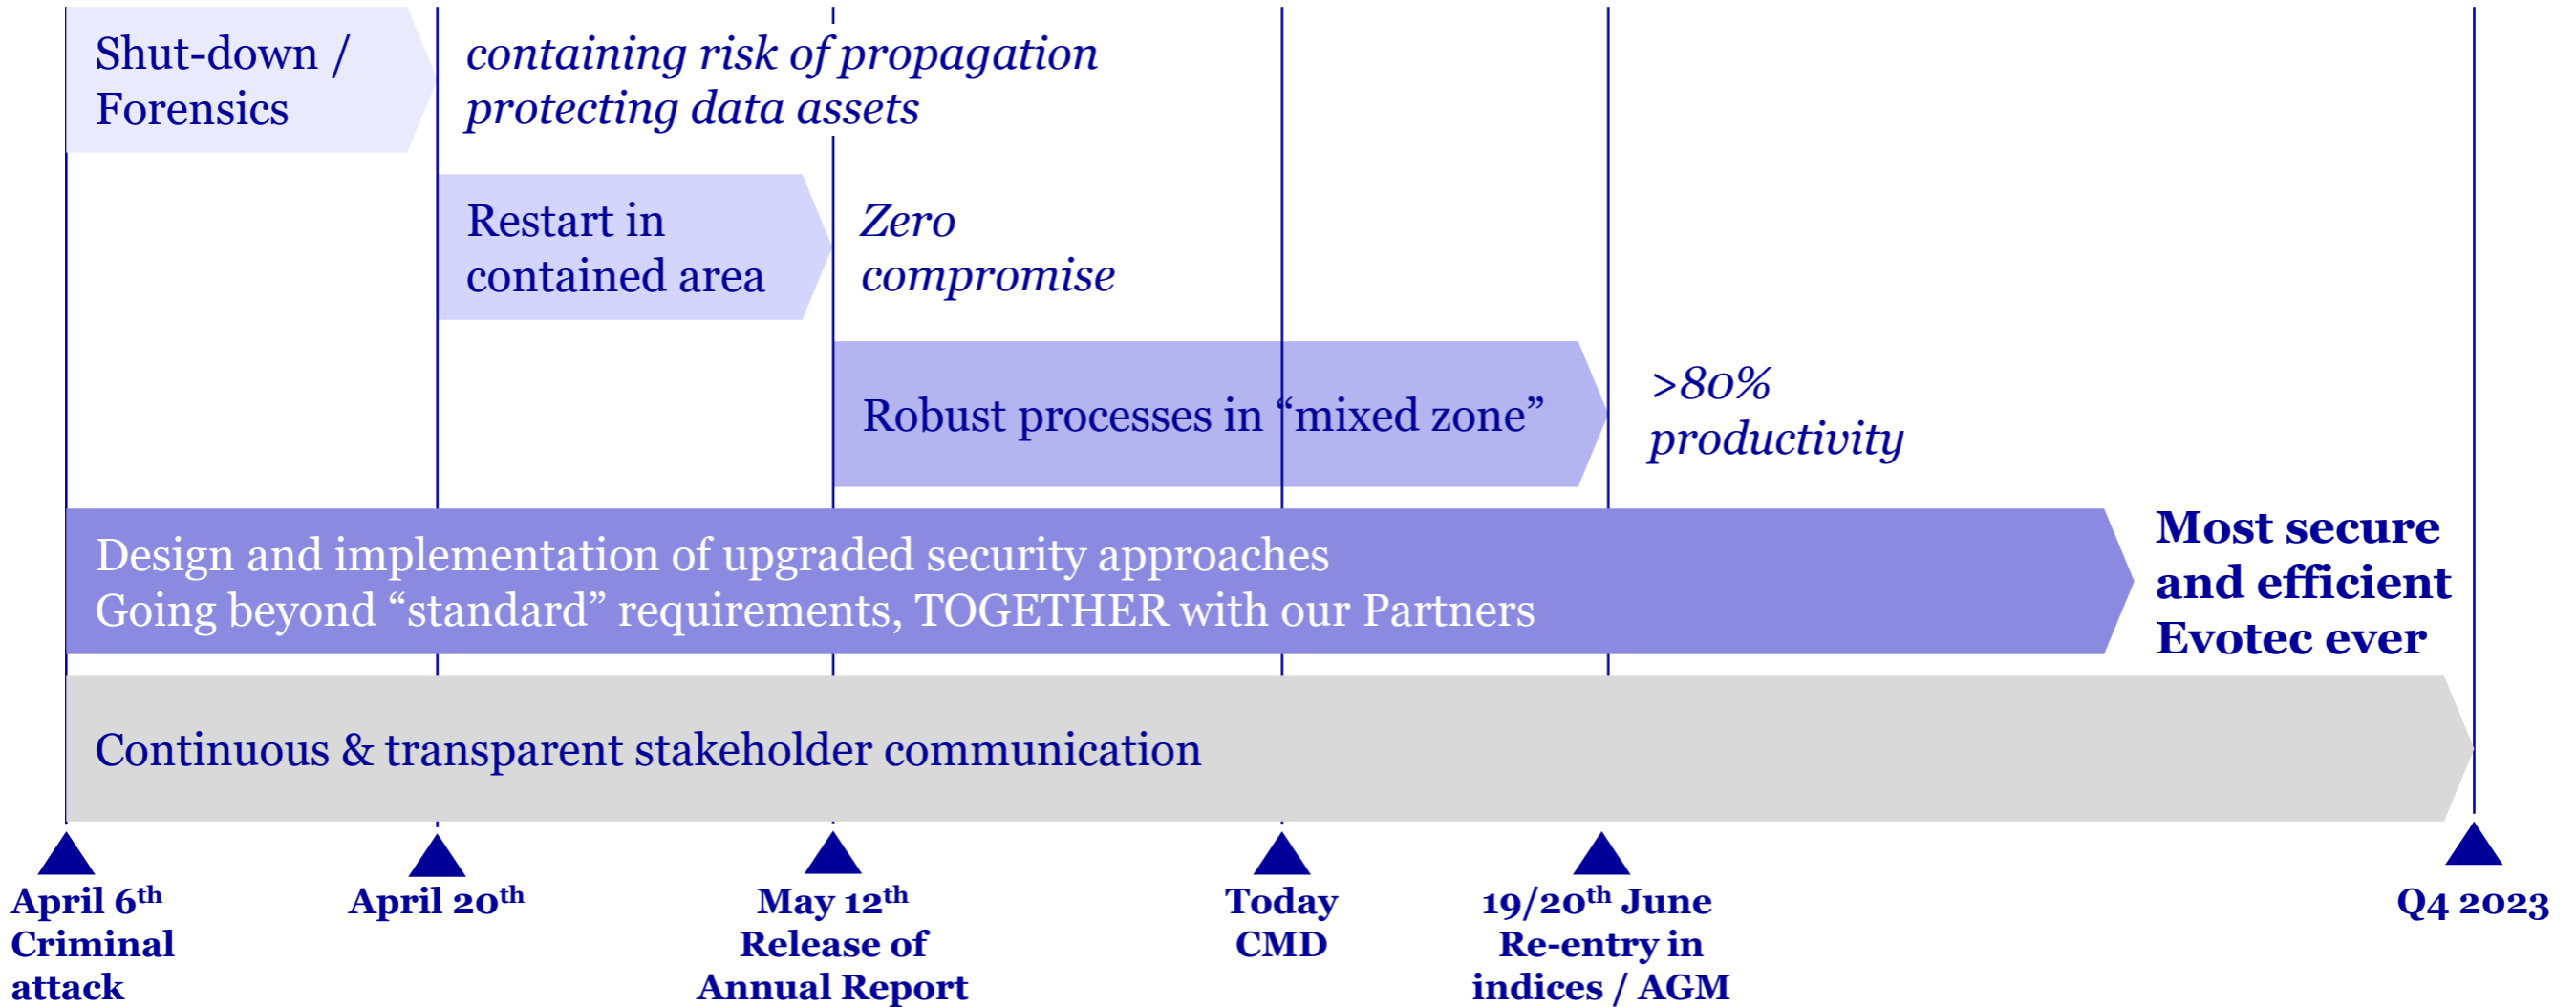 Shut-down /
Forensics
containing risk of propagation
protecting data assets
Restart in
contained area
Zero
compromise
Robust processes in “mixed zone”
>80%
productivity
Design and implementation of upgraded security approaches
Going beyond “standard” requirements, TOGETHER with our Partners
Most secure
and efficient
Evotec ever
Continuous & transparent stakeholder communication
April 6th
Criminal
attack
April 20th
May 12th
Release of
Annual Report
Today
CMD
19/20th June
Re-entry in
indices / AGM
Q4 2023